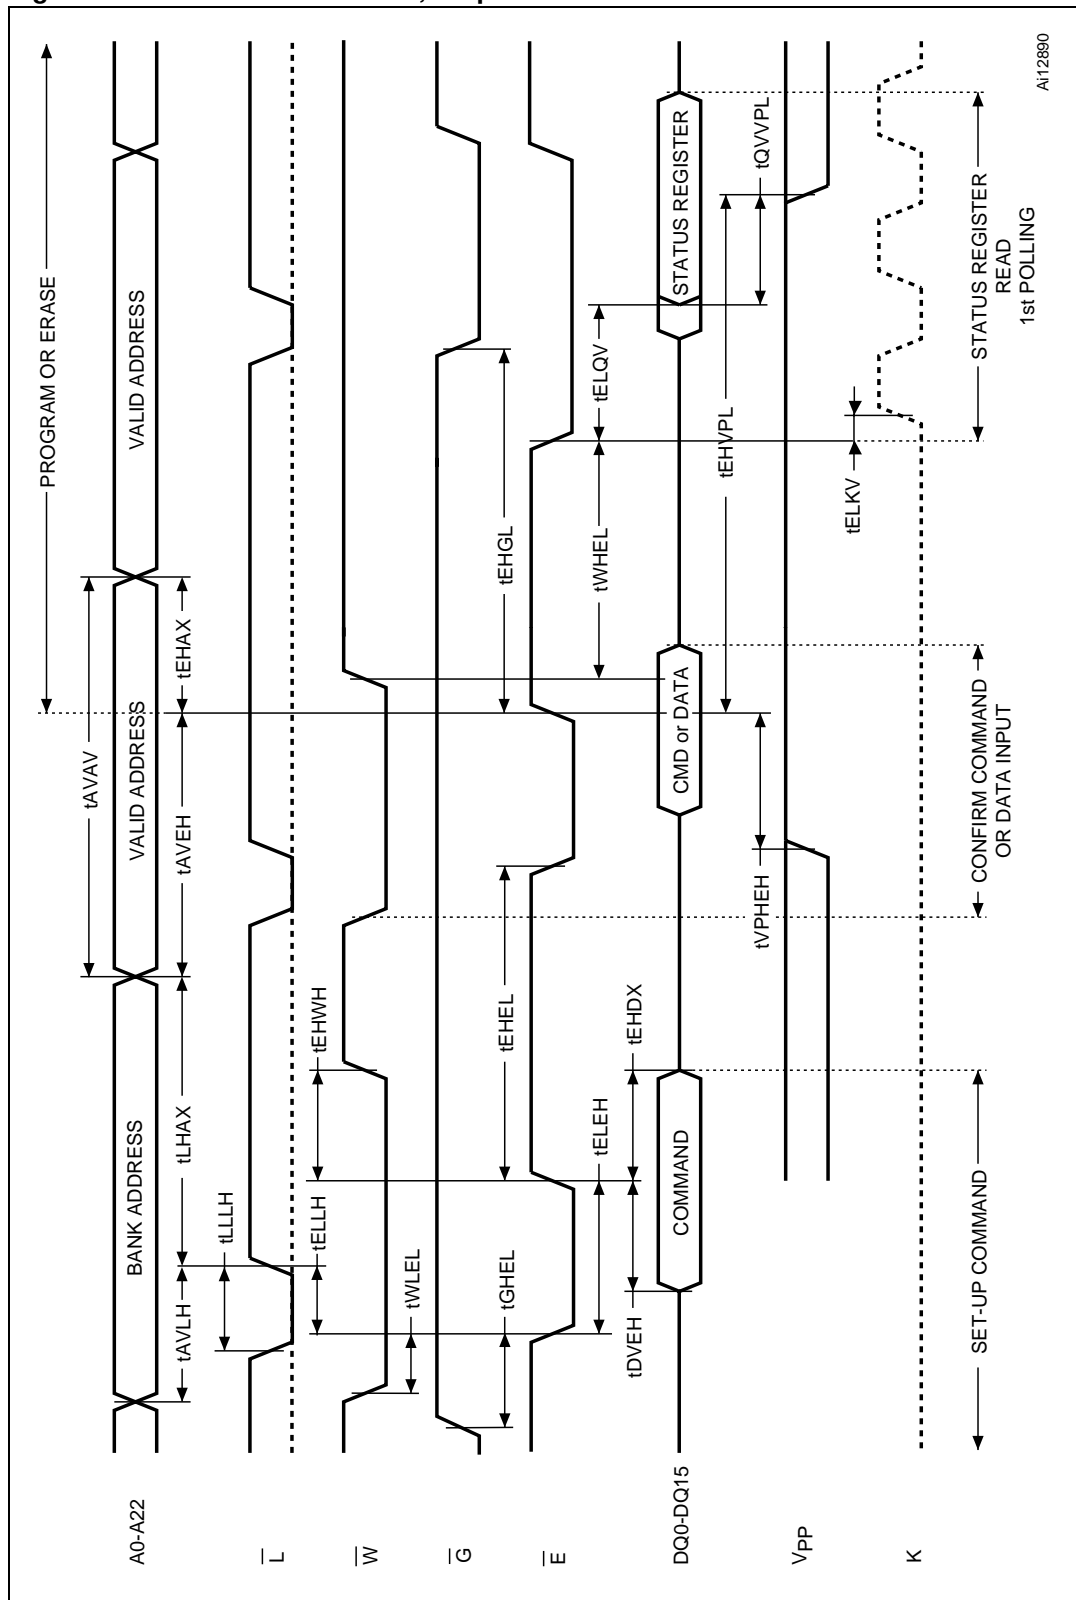 PROGRAM OR ERASE
A0-A22
BANK ADDRESS
VALID ADDRESS
VALID ADDRESS
tAVAV
tAVLH
tLHAX
tAVEH
tEHAX
tLLLH
L
tELLH
tEHWH
W
tWLEL
G
tGHEL
tEHEL
tEHGL
E
tELEH
tWHEL
tELQV
tDVEH
tEHDX
DQ0-DQ15
COMMAND
CMD or DATA
STATUS REGISTER
tEHVPL
tVPHEH
tQVVPL
VPP
tELKV
K
SET-UP COMMAND
CONFIRM COMMAND
OR DATA INPUT
STATUS REGISTER
READ
1st POLLING
Ai12890